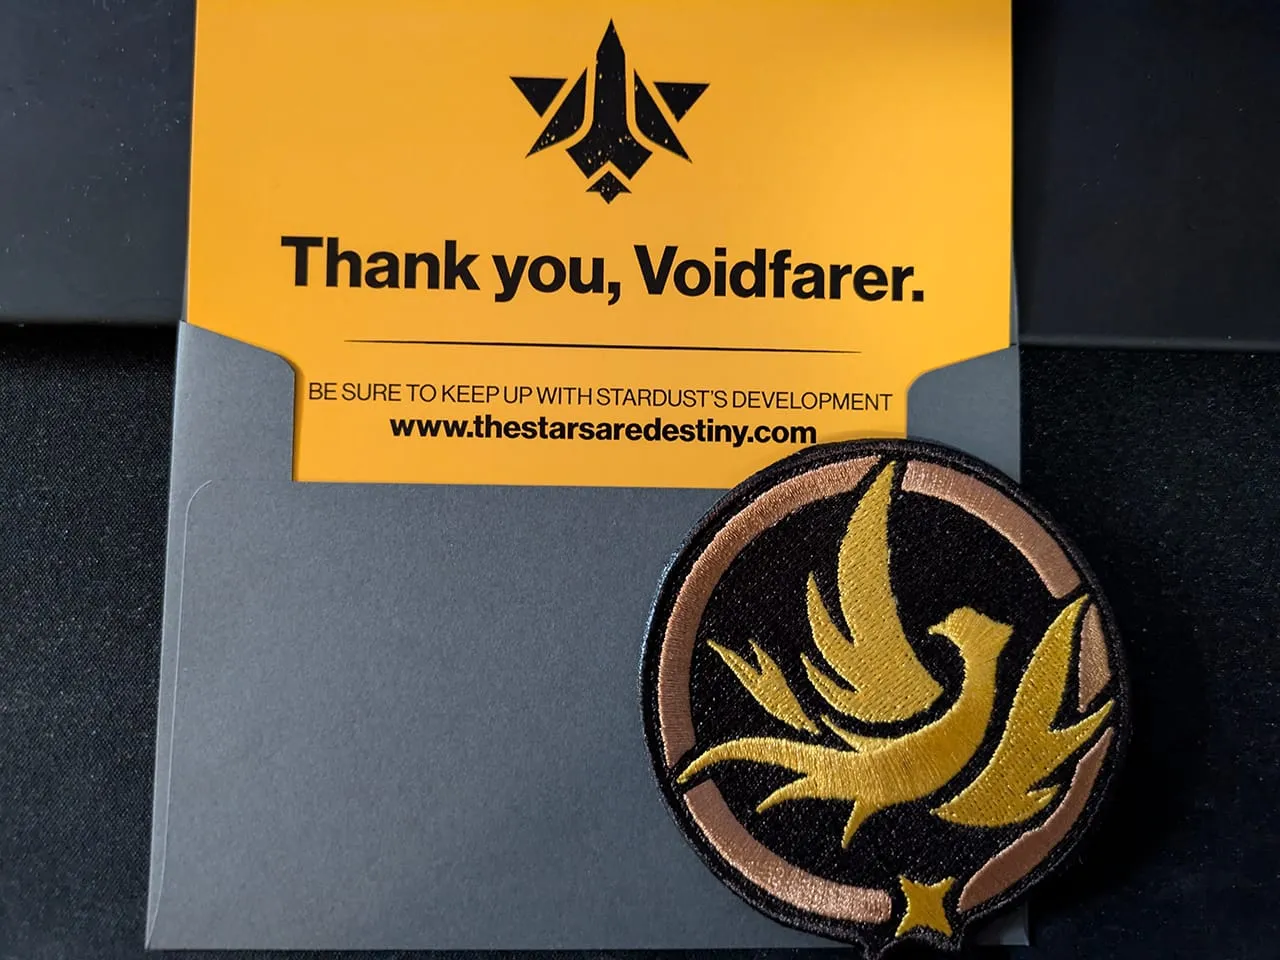 Thank you, Voidfarer.
BE SURE TO KEEP UP WITH STARDUST'S DEVELOPMENT
www.thestarsaredestiny.com